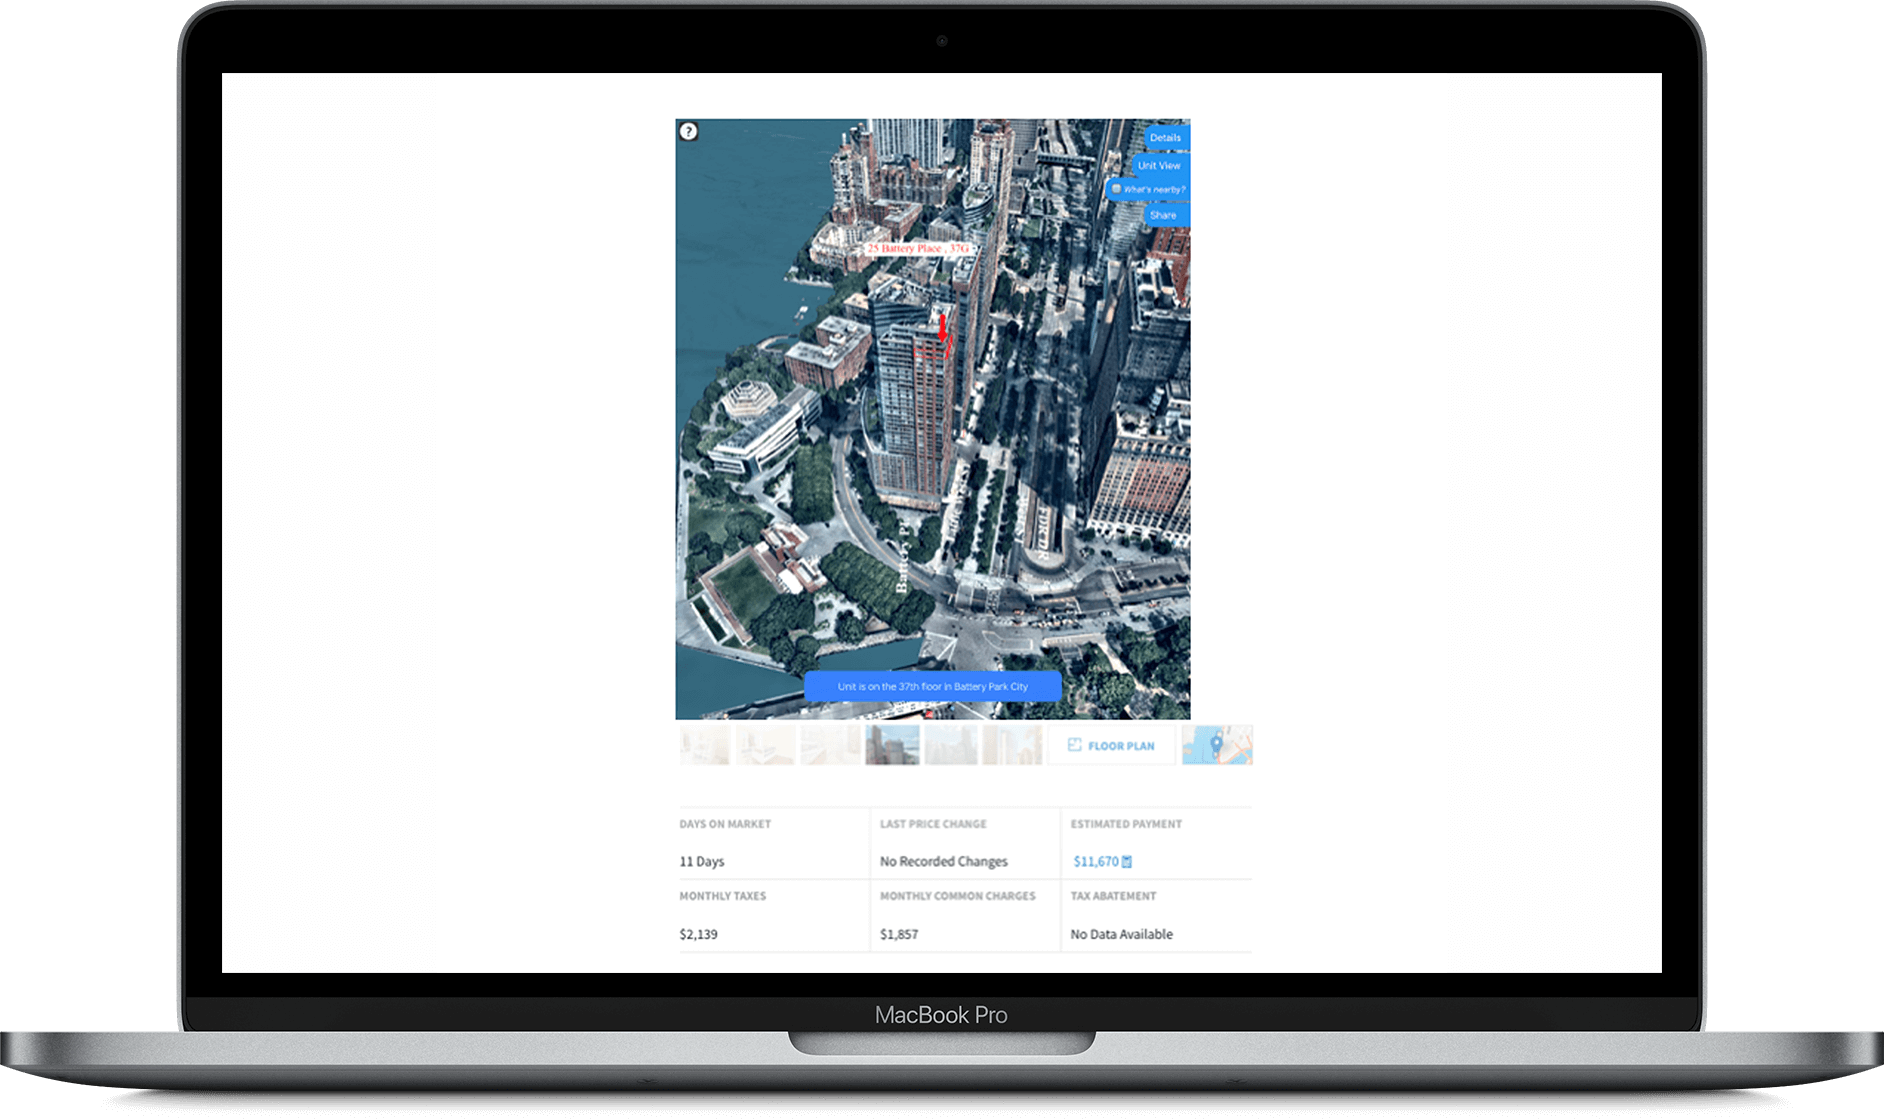 ?
Details
Unit View
What's nearby?
Share
25 Battery Place , 37G
FDR DR
Battery Pl
Unit is on the 37th floor in Battery Park City
FLOOR PLAN
DAYS ON MARKET
LAST PRICE CHANGE
ESTIMATED PAYMENT
11 Days
No Recorded Changes
$11,670
MONTHLY TAXES
MONTHLY COMMON CHARGES
TAX ABATEMENT
$2,139
$1,857
No Data Available
MacBook Pro